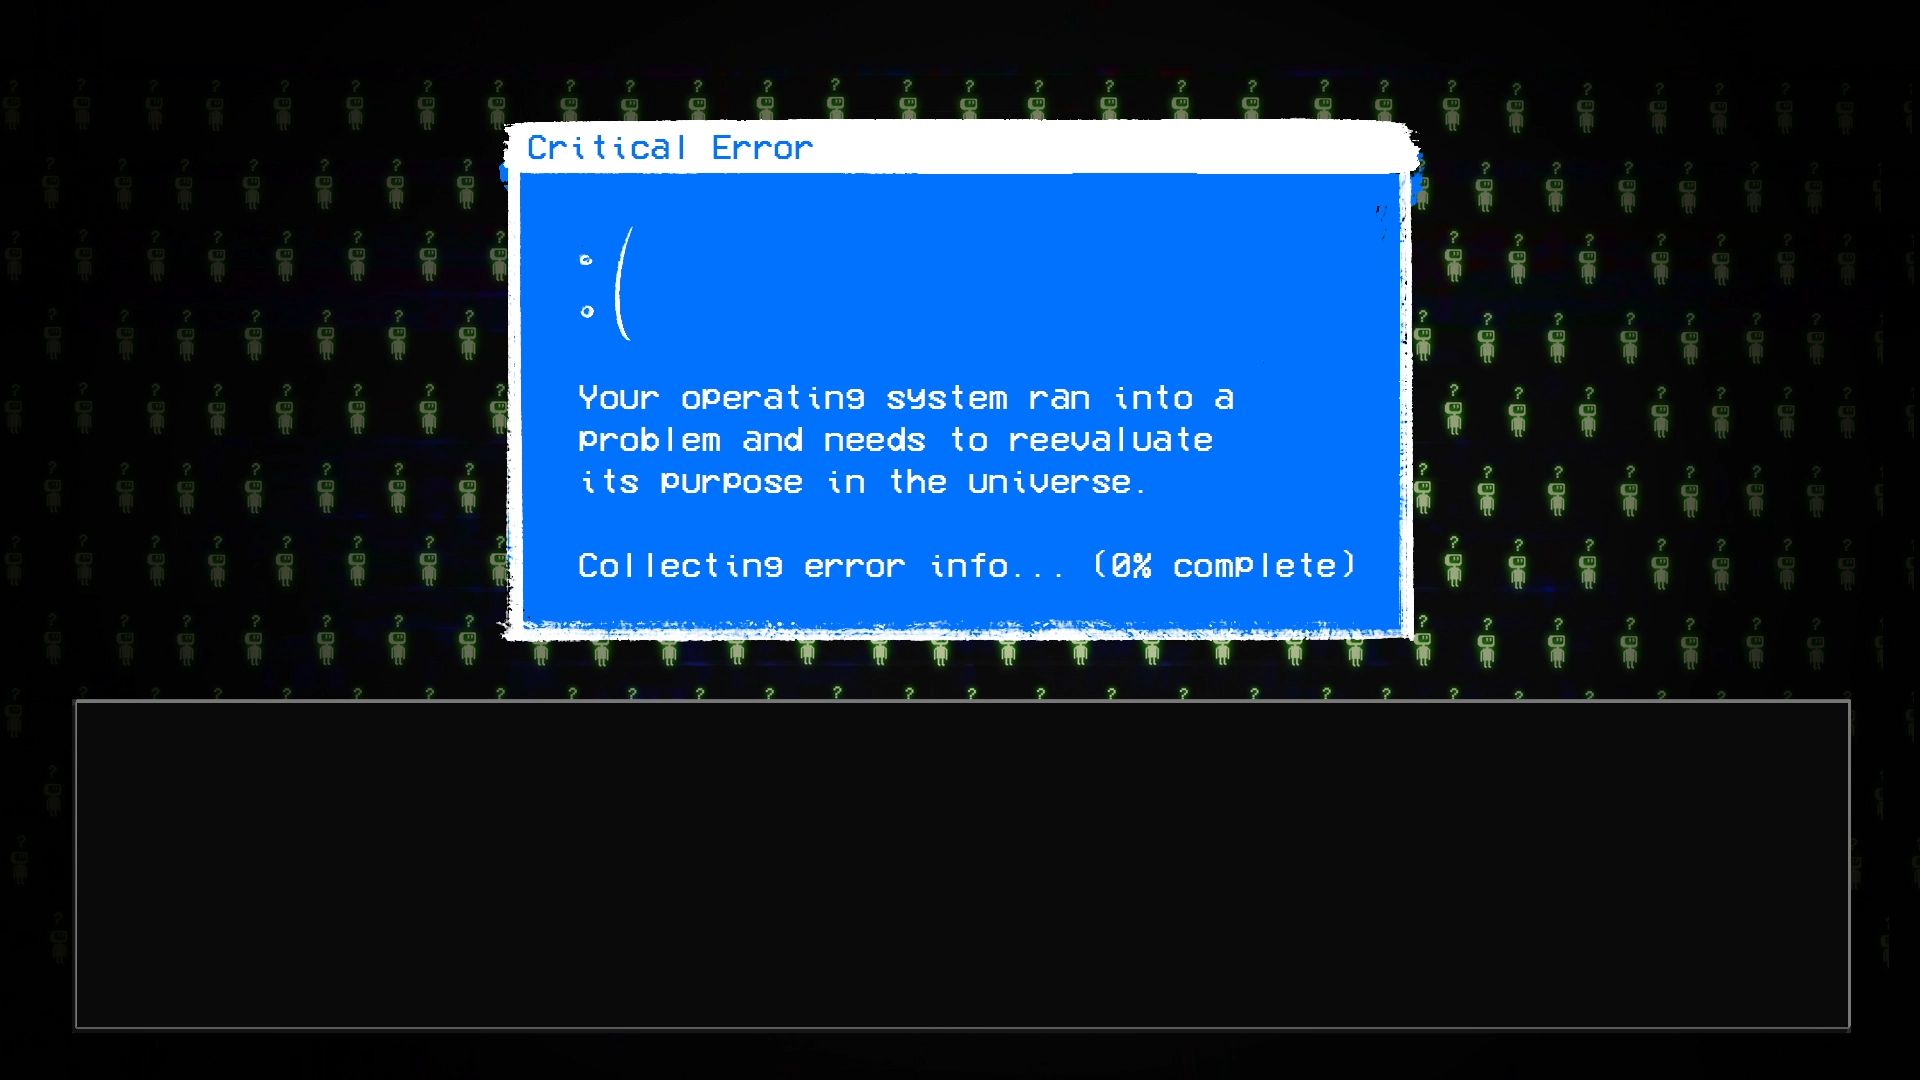 Critical Error
:(
Your operating system ran into a
problem and needs to reevaluate
its purpose in the universe.
Collecting error info... (0% complete)